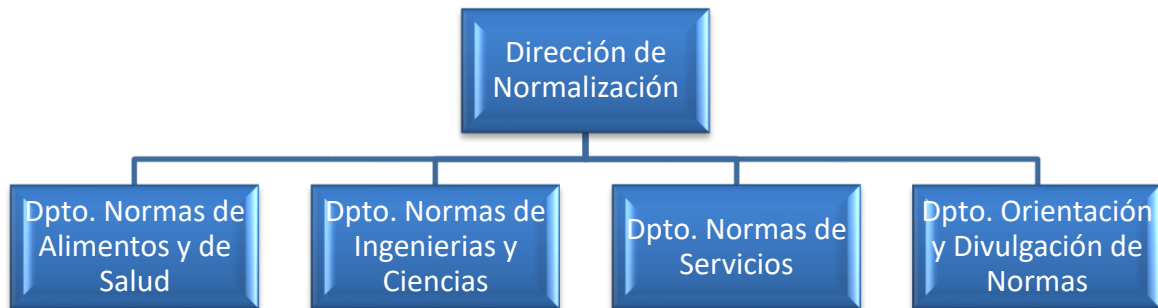 Dirección de
Normalización
Dpto. Normas de
Alimentos y de
Salud
Dpto. Normas de
Ingenierias y
Ciencias
Dpto. Normas de
Servicios
Dpto. Orientación
y Divulgación de
Normas